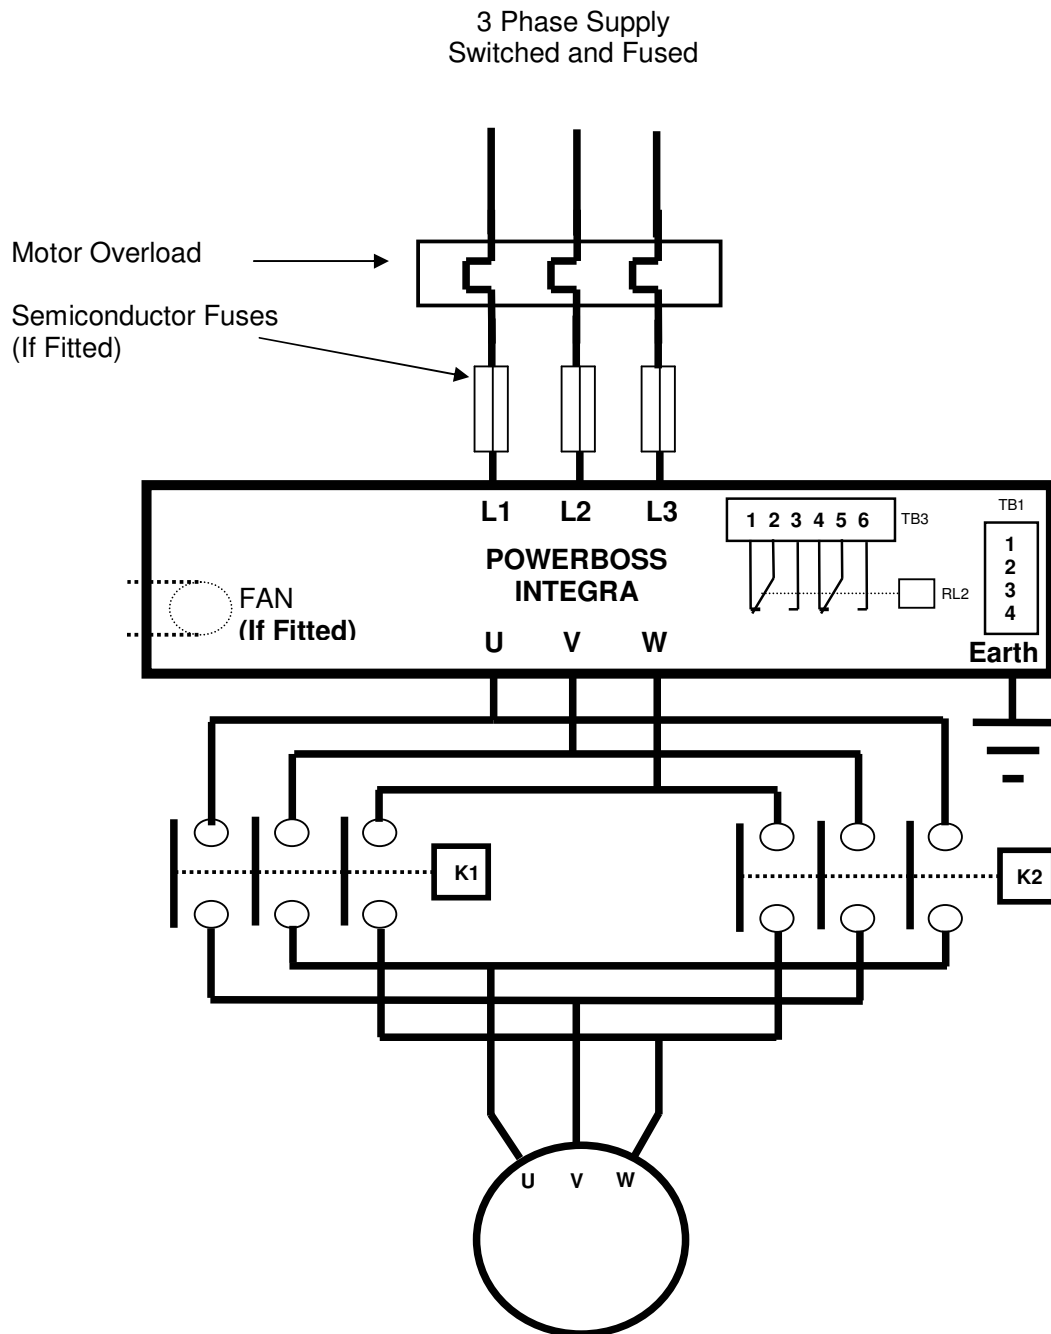 3 Phase Supply
Switched and Fused
Motor Overload
Semiconductor Fuses
(If Fitted)
L1 L2 L3
1 2 3 4 5 6
TB3
TB1
1
2
3
4
POWERBOSS
INTEGRA
RL2
FAN
(If Fitted)
U V W
Earth
K1
K2
U V W